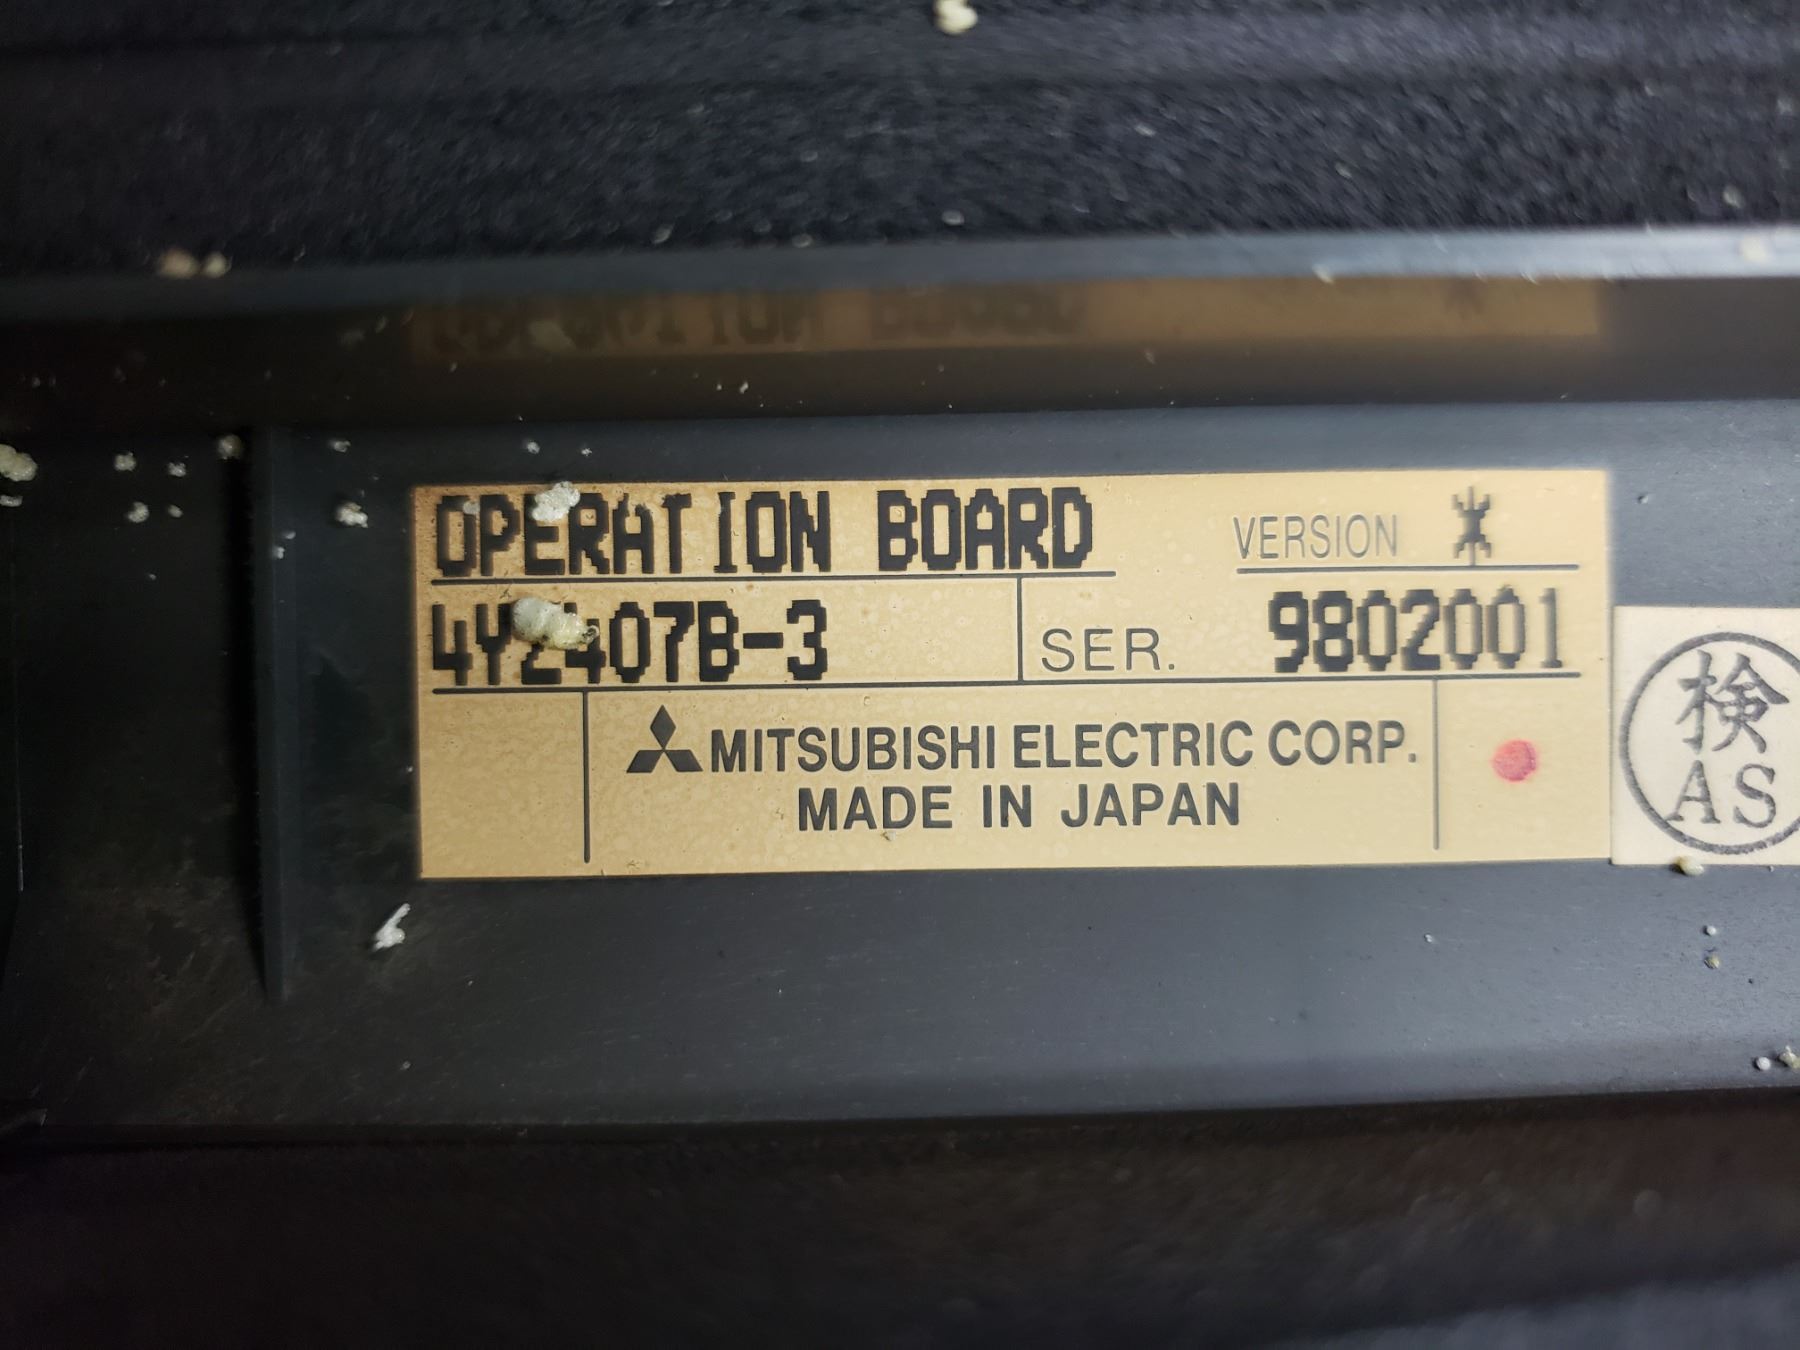 OPERATION BOARD VERSION *
4Y2407B-3 SER. 9802001
MITSUBISHI ELECTRIC CORP.
MADE IN JAPAN
検
AS